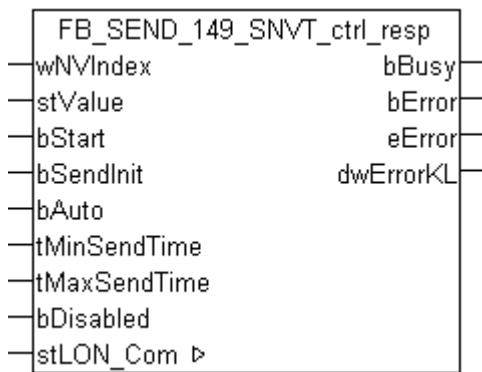 FB_SEND_149_SNVT_ctrl_resp
wNVIndex bBusy
stValue bError
bStart eError
bSendInit dwErrorKL
bAuto
tMinSendTime
tMaxSendTime
bDisabled
stLON_Com ▷